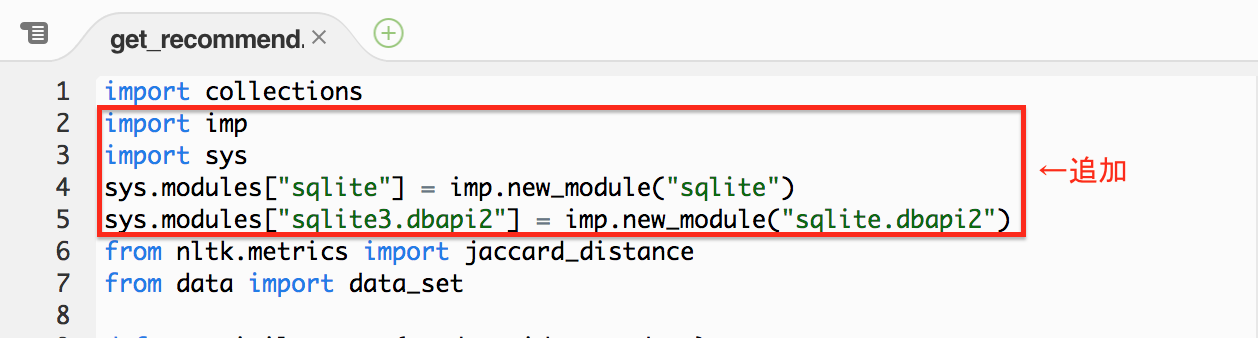 get_recommend.
1 import collections
2 import imp
3 import sys
4 sys.modules["sqlite"] = imp.new_module("sqlite")
5 sys.modules["sqlite3.dbapi2"] = imp.new_module("sqlite.dbapi2")
←追加
6 from nltk.metrics import jaccard_distance
7 from data import data_set
8